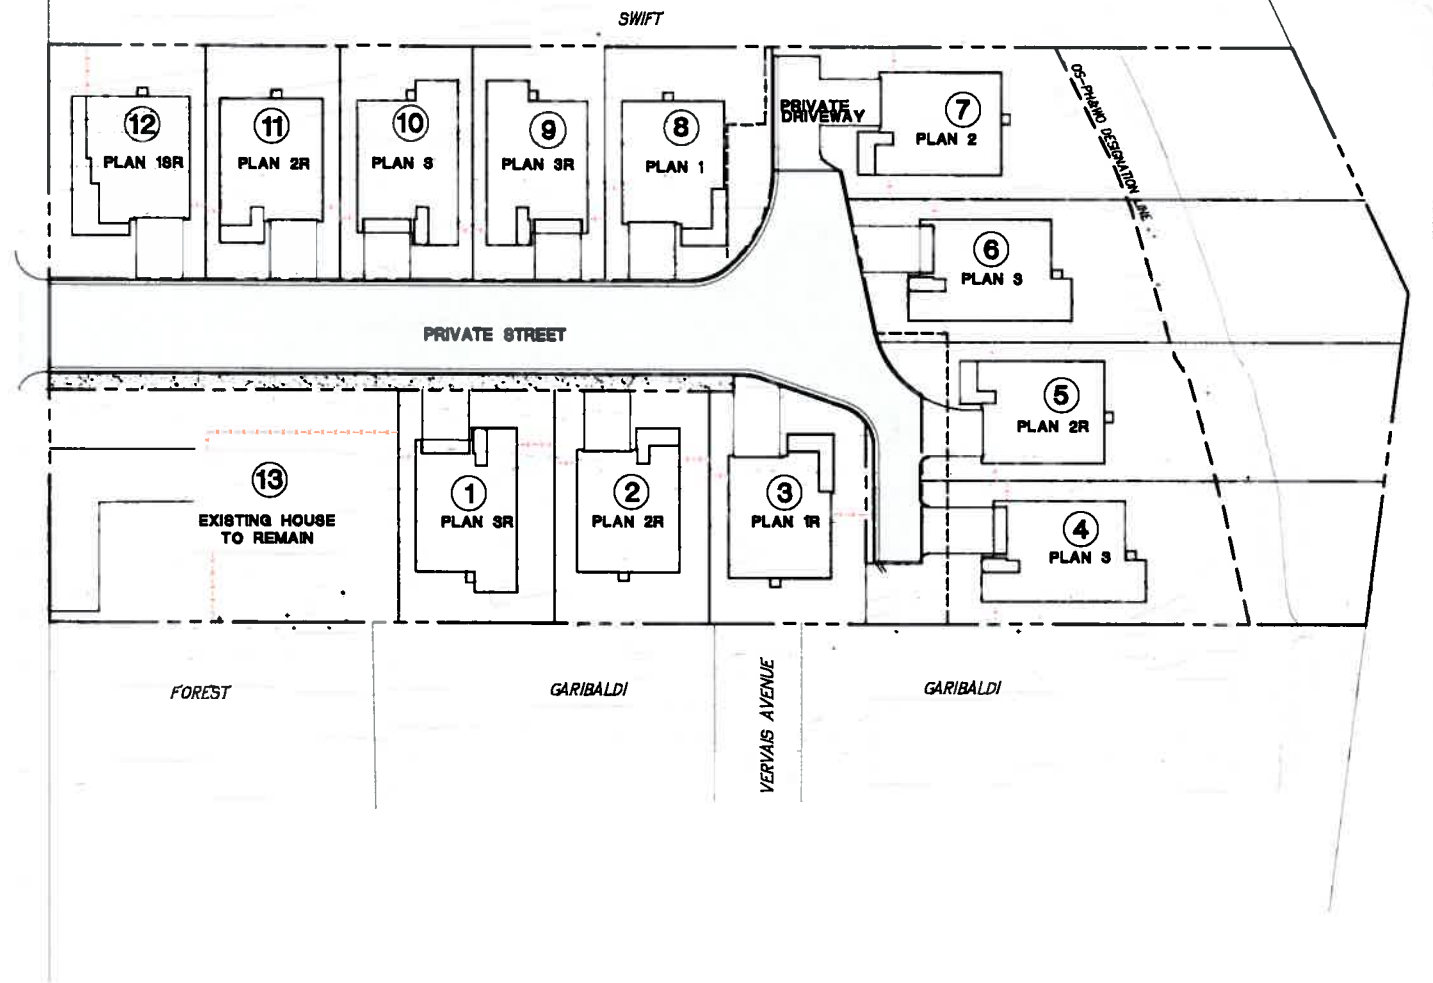 SWIFT
12
PLAN 1SR
11
PLAN 2R
10
PLAN 3
9
PLAN 3R
8
PLAN 1
PRIVATE
DRIVEWAY
7
PLAN 2
OS-PH&WO DESIGNATION LINE
6
PLAN 3
PRIVATE STREET
5
PLAN 2R
13
EXISTING HOUSE
TO REMAIN
1
PLAN 3R
2
PLAN 2R
3
PLAN 1R
4
PLAN 3
FOREST
GARIBALDI
VERVAIS AVENUE
GARIBALDI